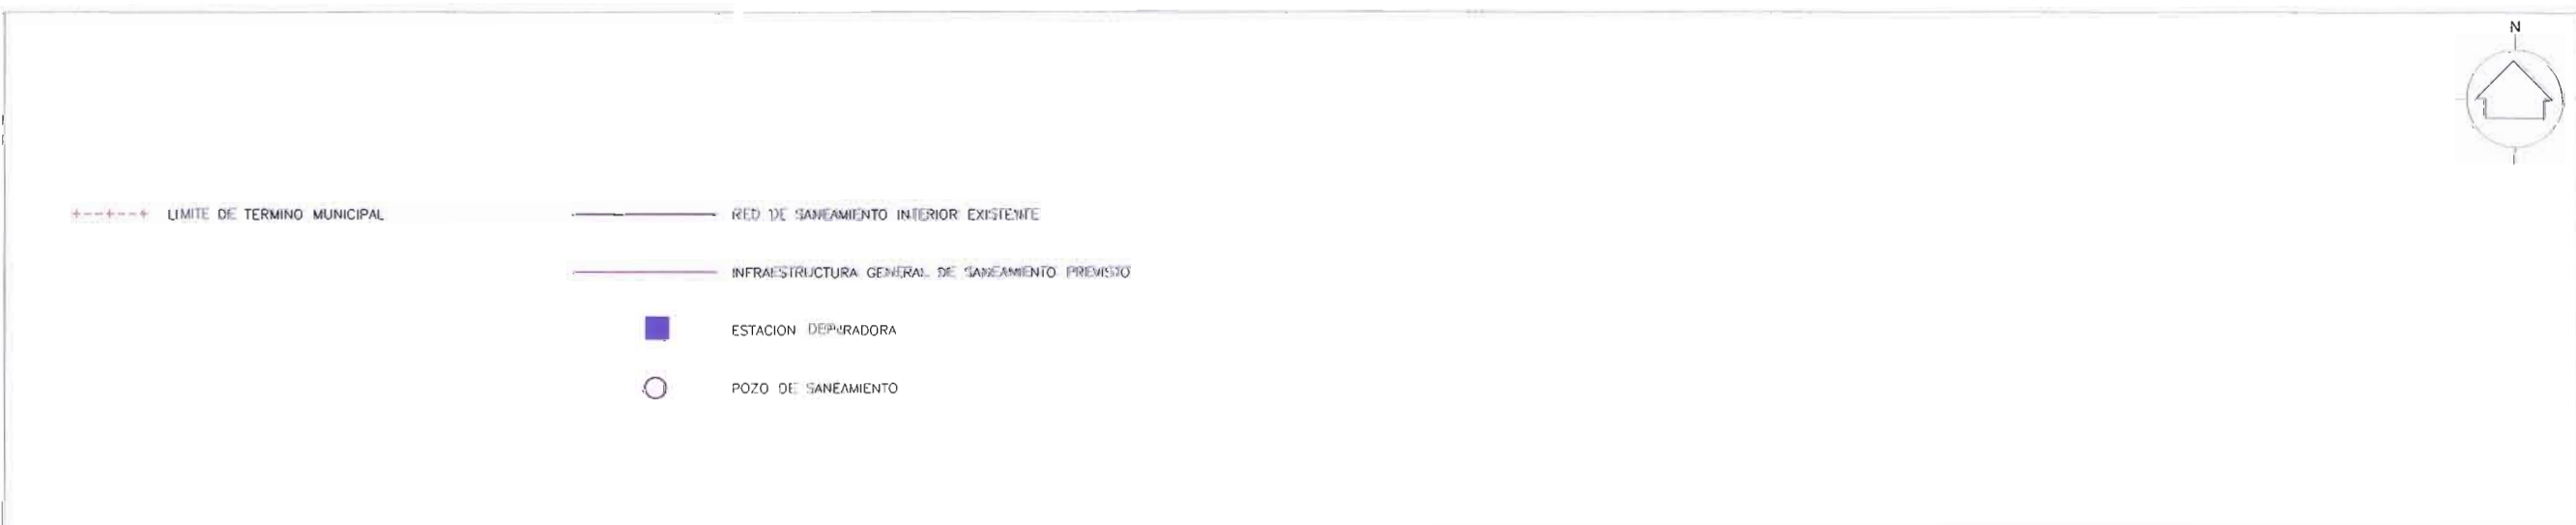 N
LIMITE DE TERMINO MUNICIPAL
RED DE SANEAMIENTO INTERIOR EXISTENTE
INFRAESTRUCTURA GENERAL DE SANEAMIENTO PREVISTO
ESTACION DEPURADORA
POZO DE SANEAMIENTO